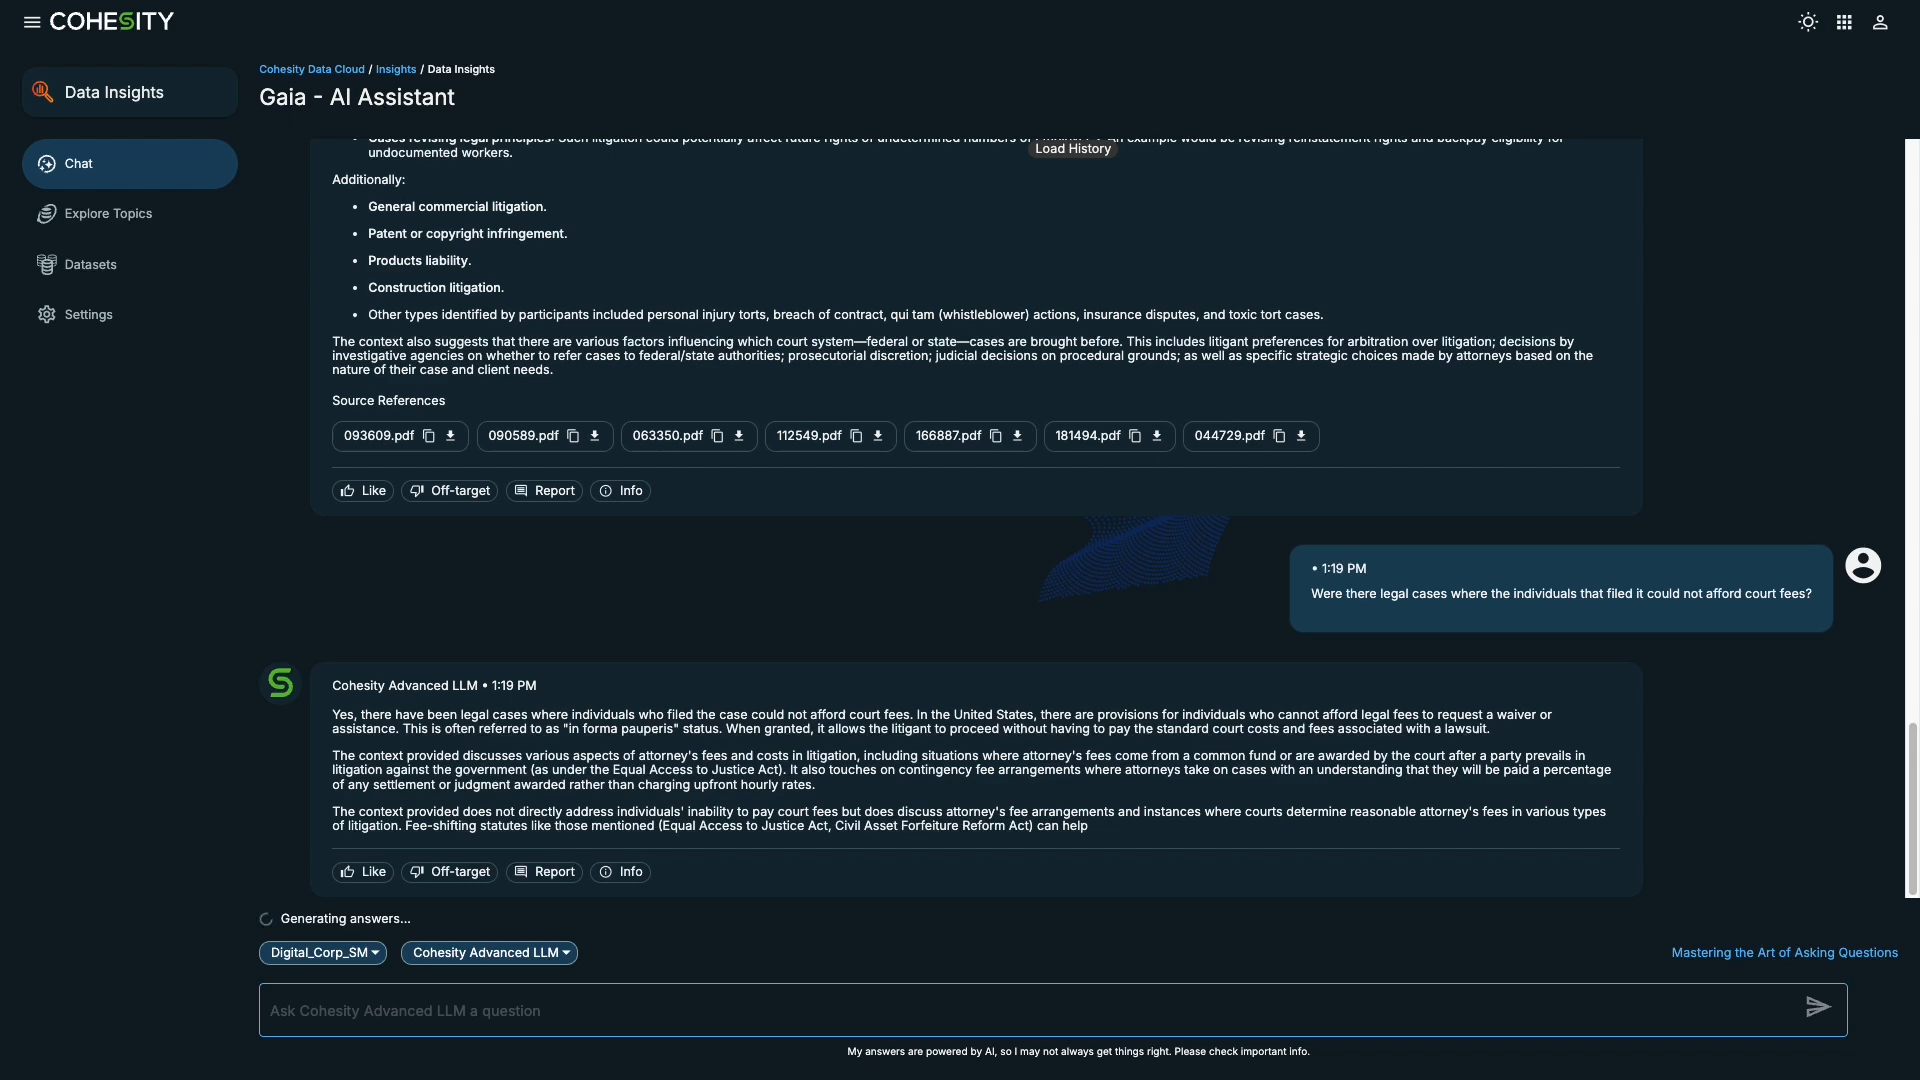 COHESITY
Data Insights
Chat
Explore Topics
Datasets
Settings
Cohesity Data Cloud / Insights / Data Insights
Gaia - AI Assistant
Load History
undocumented workers.
Additionally:
• General commercial litigation.
• Patent or copyright infringement.
• Products liability.
• Construction litigation.
• Other types identified by participants included personal injury torts, breach of contract, qui tam (whistleblower) actions, insurance disputes, and toxic tort cases.
The context also suggests that there are various factors influencing which court system—federal or state—cases are brought before. This includes litigant preferences for arbitration over litigation; decisions by
investigative agencies on whether to refer cases to federal/state authorities; prosecutorial discretion; judicial decisions on procedural grounds; as well as specific strategic choices made by attorneys based on the
nature of their case and client needs.
Source References
093609.pdf 090589.pdf 063350.pdf 112549.pdf 166887.pdf 181494.pdf 044729.pdf
Like Off-target Report Info
• 1:19 PM
Were there legal cases where the individuals that filed it could not afford court fees?
Cohesity Advanced LLM • 1:19 PM
Yes, there have been legal cases where individuals who filed the case could not afford court fees. In the United States, there are provisions for individuals who cannot afford legal fees to request a waiver or
assistance. This is often referred to as "in forma pauperis" status. When granted, it allows the litigant to proceed without having to pay the standard court costs and fees associated with a lawsuit.
The context provided discusses various aspects of attorney's fees and costs in litigation, including situations where attorney's fees come from a common fund or are awarded by the court after a party prevails in
litigation against the government (as under the Equal Access to Justice Act). It also touches on contingency fee arrangements where attorneys take on cases with an understanding that they will be paid a percentage
of any settlement or judgment awarded rather than charging upfront hourly rates.
The context provided does not directly address individuals' inability to pay court fees but does discuss attorney's fee arrangements and instances where courts determine reasonable attorney's fees in various types
of litigation. Fee-shifting statutes like those mentioned (Equal Access to Justice Act, Civil Asset Forfeiture Reform Act) can help
Like Off-target Report Info
Generating answers...
Digital_Corp_SM Cohesity Advanced LLM
Mastering the Art of Asking Questions
Ask Cohesity Advanced LLM a question
My answers are powered by AI, so I may not always get things right. Please check important info.